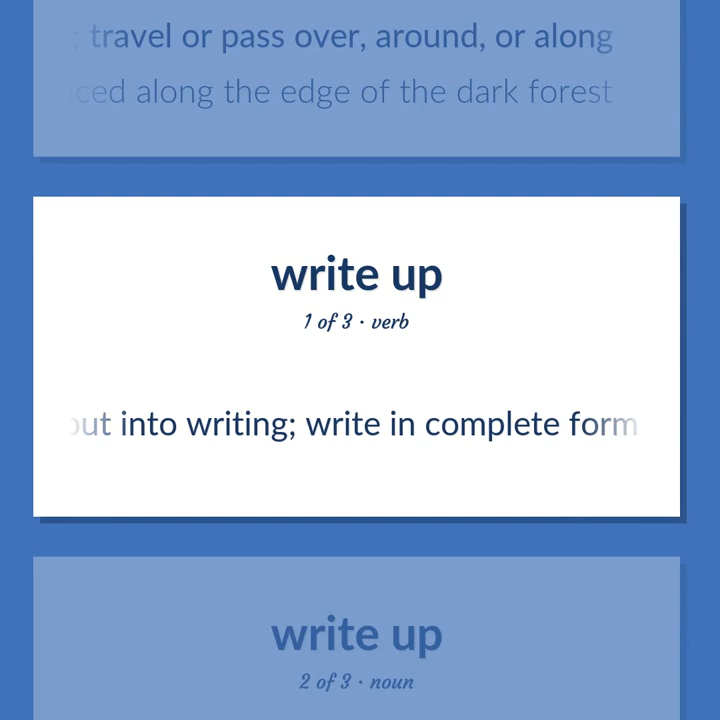 ; travel or pass over, around, or along
along the edge of the dark forest
write up
1 of 3 · verb
into writing; write in complete form
write up
2 of 3 · noun